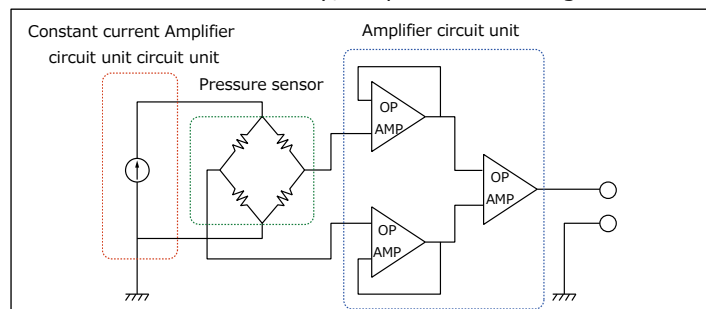 Constant current Amplifier
circuit unit circuit unit
Amplifier circuit unit
Pressure sensor
OP
AMP
OP
AMP
OP
AMP